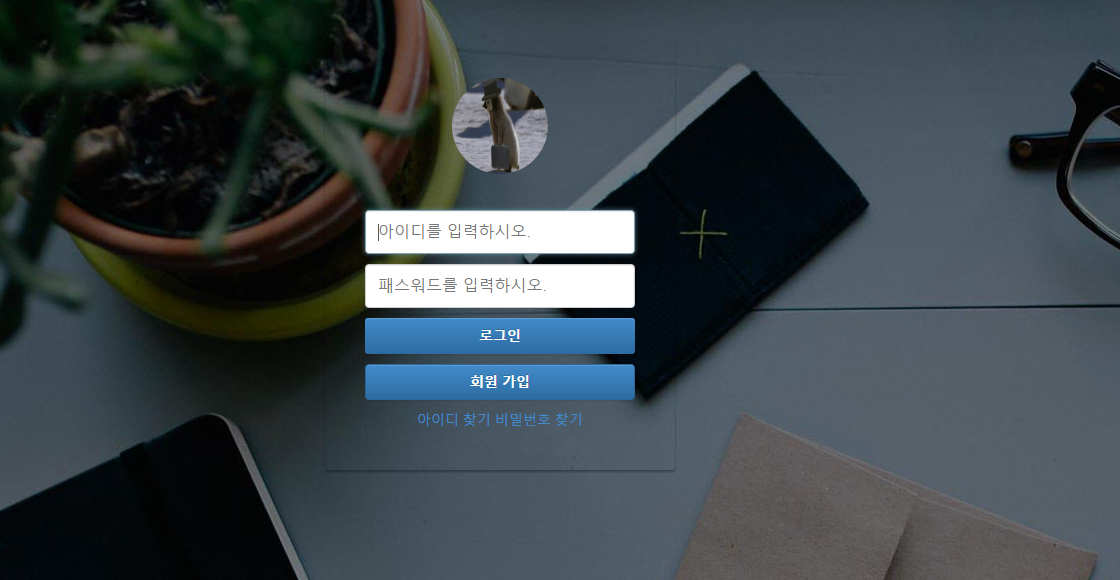 아이디를 입력하시오.
패스워드를 입력하시오.
로그인
회원 가입
아이디 찾기 비밀번호 찾기